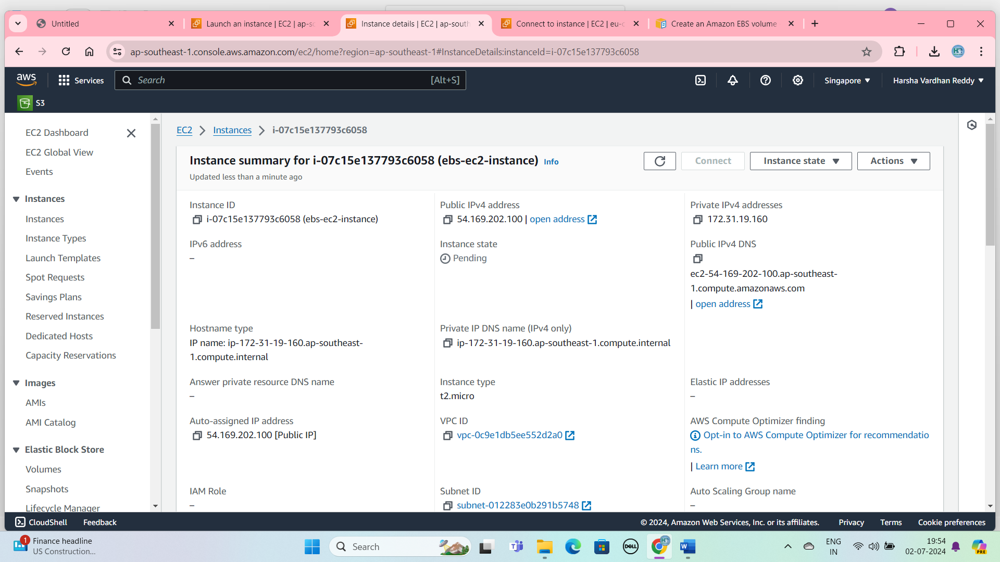 Untitled
Launch an instance | EC2 | ap-so
Instance details | EC2 | ap-south
Connect to instance | EC2 | eu-c
Create an Amazon EBS volume
ap-southeast-1.console.aws.amazon.com/ec2/home?region=ap-southeast-1#InstanceDetails:instanceId=i-07c15e137793c6058
aws
Services
Search
[Alt+S]
Singapore
Harsha Vardhan Reddy
S3
EC2 Dashboard
EC2 Global View
Events
Instances
Instances
Instance Types
Launch Templates
Spot Requests
Savings Plans
Reserved Instances
Dedicated Hosts
Capacity Reservations
Images
AMIs
AMI Catalog
Elastic Block Store
Volumes
Snapshots
Lifecycle Manager
EC2
Instances
i-07c15e137793c6058
Instance summary for i-07c15e137793c6058 (ebs-ec2-instance) Info
Updated less than a minute ago
Connect
Instance state
Actions
Instance ID
i-07c15e137793c6058 (ebs-ec2-instance)
Public IPv4 address
54.169.202.100 | open address
Private IPv4 addresses
172.31.19.160
IPv6 address
–
Instance state
Pending
Public IPv4 DNS
ec2-54-169-202-100.ap-southeast-
1.compute.amazonaws.com
| open address
Hostname type
IP name: ip-172-31-19-160.ap-southeast-
1.compute.internal
Private IP DNS name (IPv4 only)
ip-172-31-19-160.ap-southeast-1.compute.internal
Answer private resource DNS name
–
Instance type
t2.micro
Elastic IP addresses
–
Auto-assigned IP address
54.169.202.100 [Public IP]
VPC ID
vpc-0c9e1db5ee552d2a0
AWS Compute Optimizer finding
Opt-in to AWS Compute Optimizer for recommendatio
ns.
| Learn more
IAM Role
–
Subnet ID
subnet-012283e0b291b5748
Auto Scaling Group name
–
CloudShell
Feedback
© 2024, Amazon Web Services, Inc. or its affiliates.
Privacy
Terms
Cookie preferences
1
Finance headline
US Construction...
Search
DELL
ENG
IN
19:54
02-07-2024
PRE